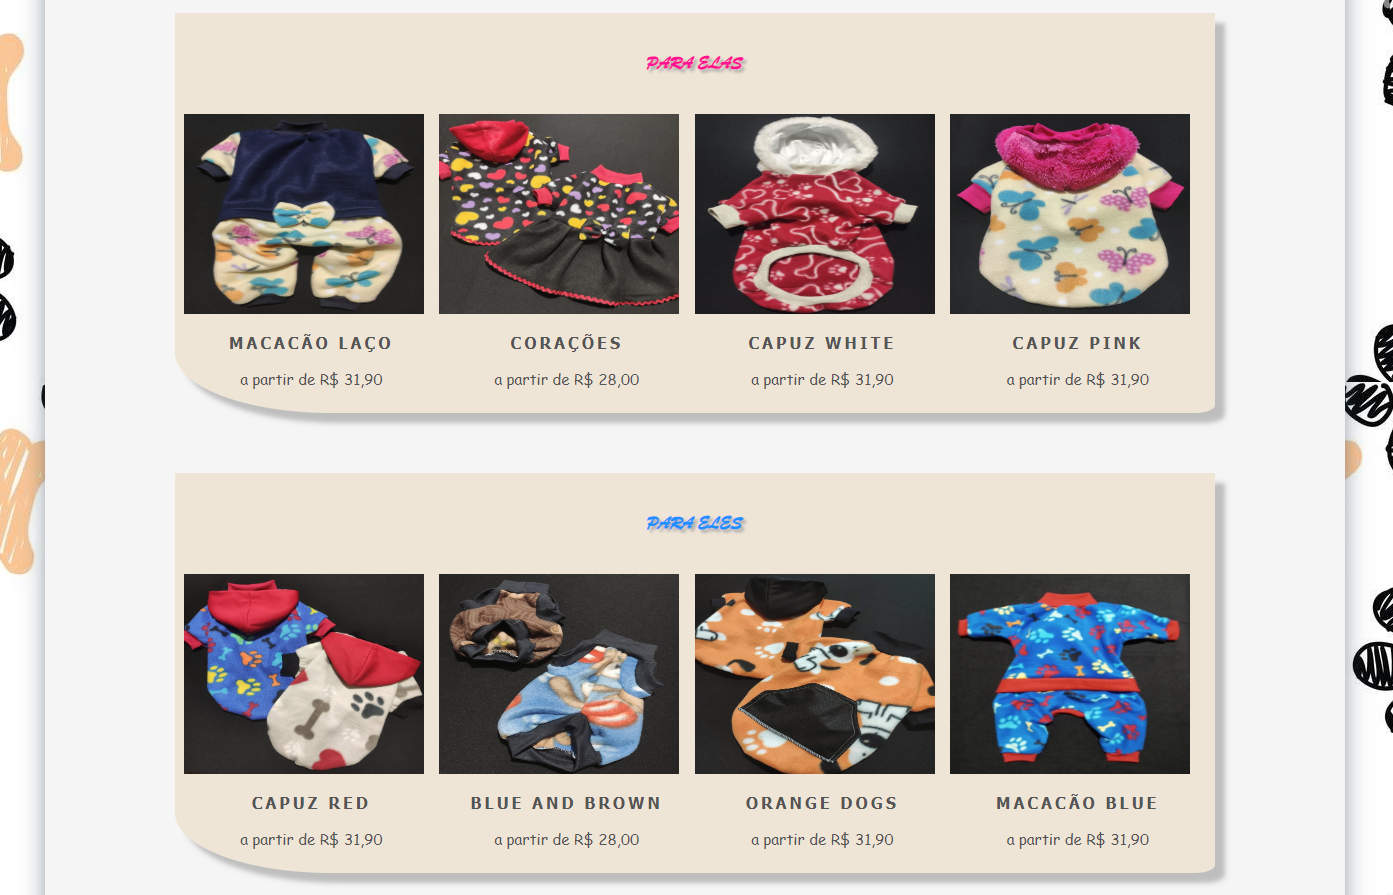 PARA ELAS
MACACÃO LAÇO
CORAÇÕES
CAPUZ WHITE
CAPUZ PINK
a partir de R$ 31,90
a partir de R$ 28,00
a partir de R$ 31,90
a partir de R$ 31,90
PARA ELES
CAPUZ RED
BLUE AND BROWN
ORANGE DOGS
MACACÃO BLUE
a partir de R$ 31,90
a partir de R$ 28,00
a partir de R$ 31,90
a partir de R$ 31,90